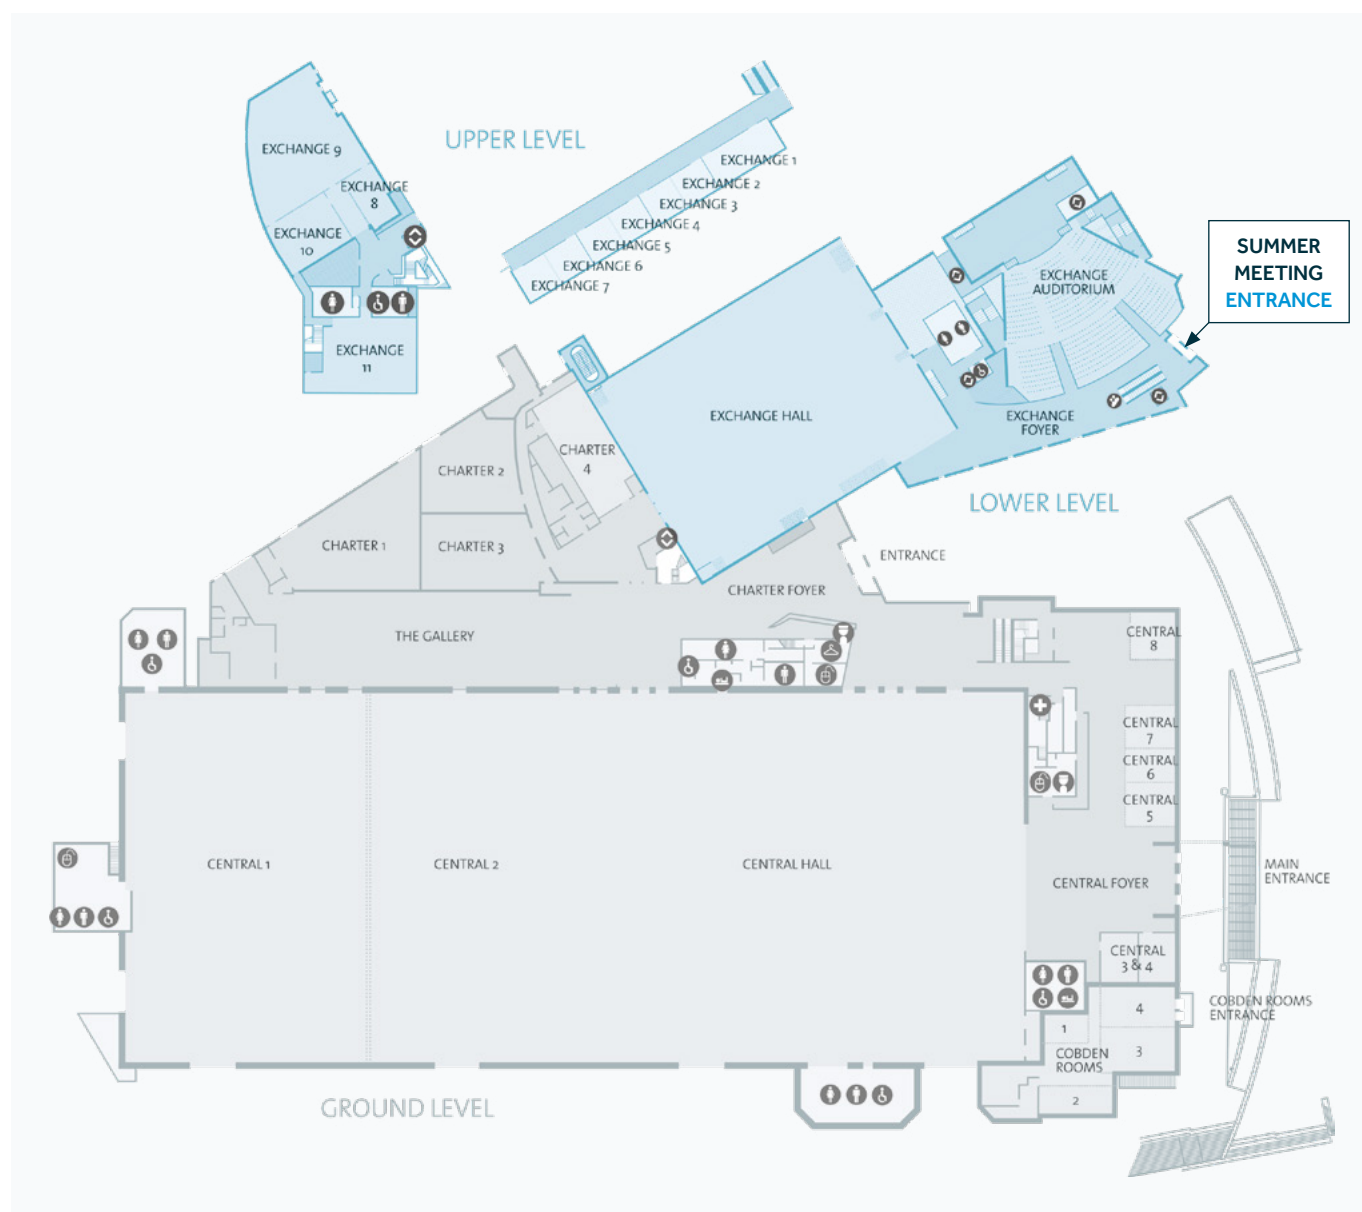 UPPER LEVEL
EXCHANGE 9
EXCHANGE
8
EXCHANGE
10
EXCHANGE
11
EXCHANGE 1
EXCHANGE 2
EXCHANGE 3
EXCHANGE 4
EXCHANGE 5
EXCHANGE 6
EXCHANGE 7
EXCHANGE
AUDITORIUM
SUMMER
MEETING
ENTRANCE
EXCHANGE HALL
EXCHANGE
FOYER
LOWER LEVEL
CHARTER
4
CHARTER 2
CHARTER 1
CHARTER 3
ENTRANCE
CHARTER FOYER
THE GALLERY
CENTRAL
8
CENTRAL
7
CENTRAL
6
CENTRAL
5
CENTRAL 1
CENTRAL 2
CENTRAL HALL
CENTRAL FOYER
MAIN
ENTRANCE
CENTRAL
3 & 4
COBDEN ROOMS
ENTRANCE
4
1
3
COBDEN
ROOMS
2
GROUND LEVEL